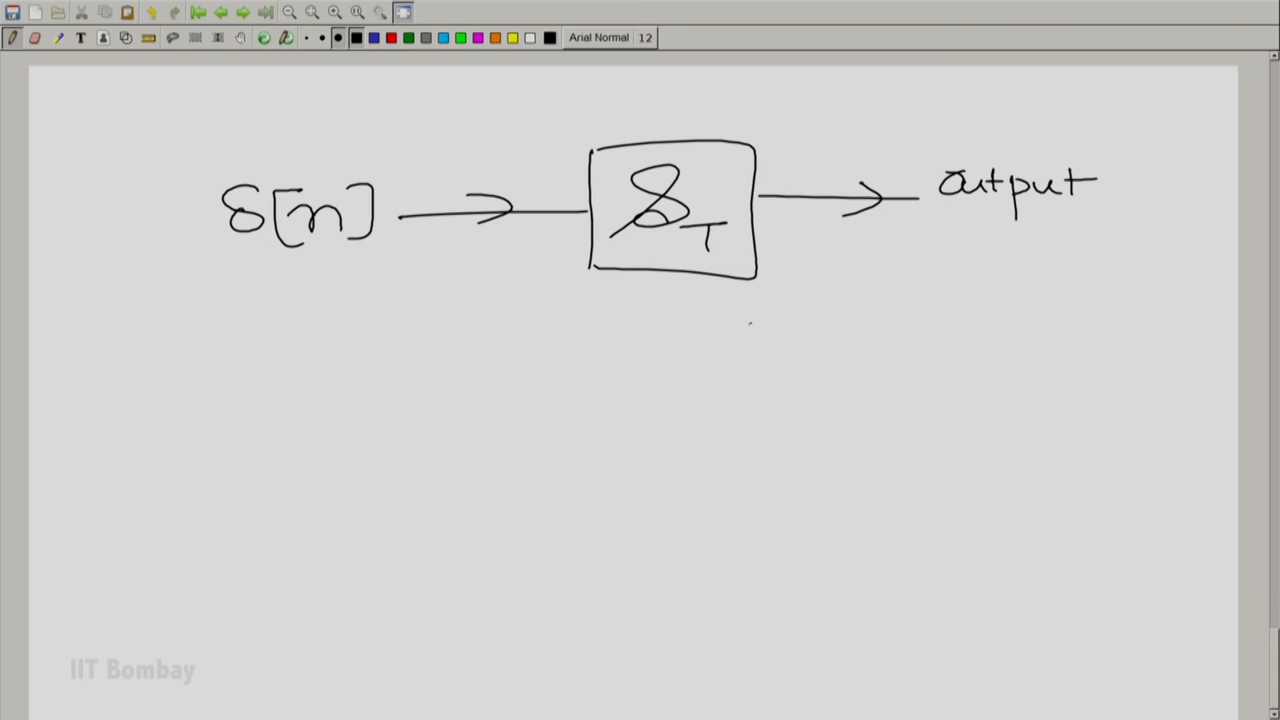 Arial Normal 12
δ[n] → 𝒮_T → output
IIT Bombay